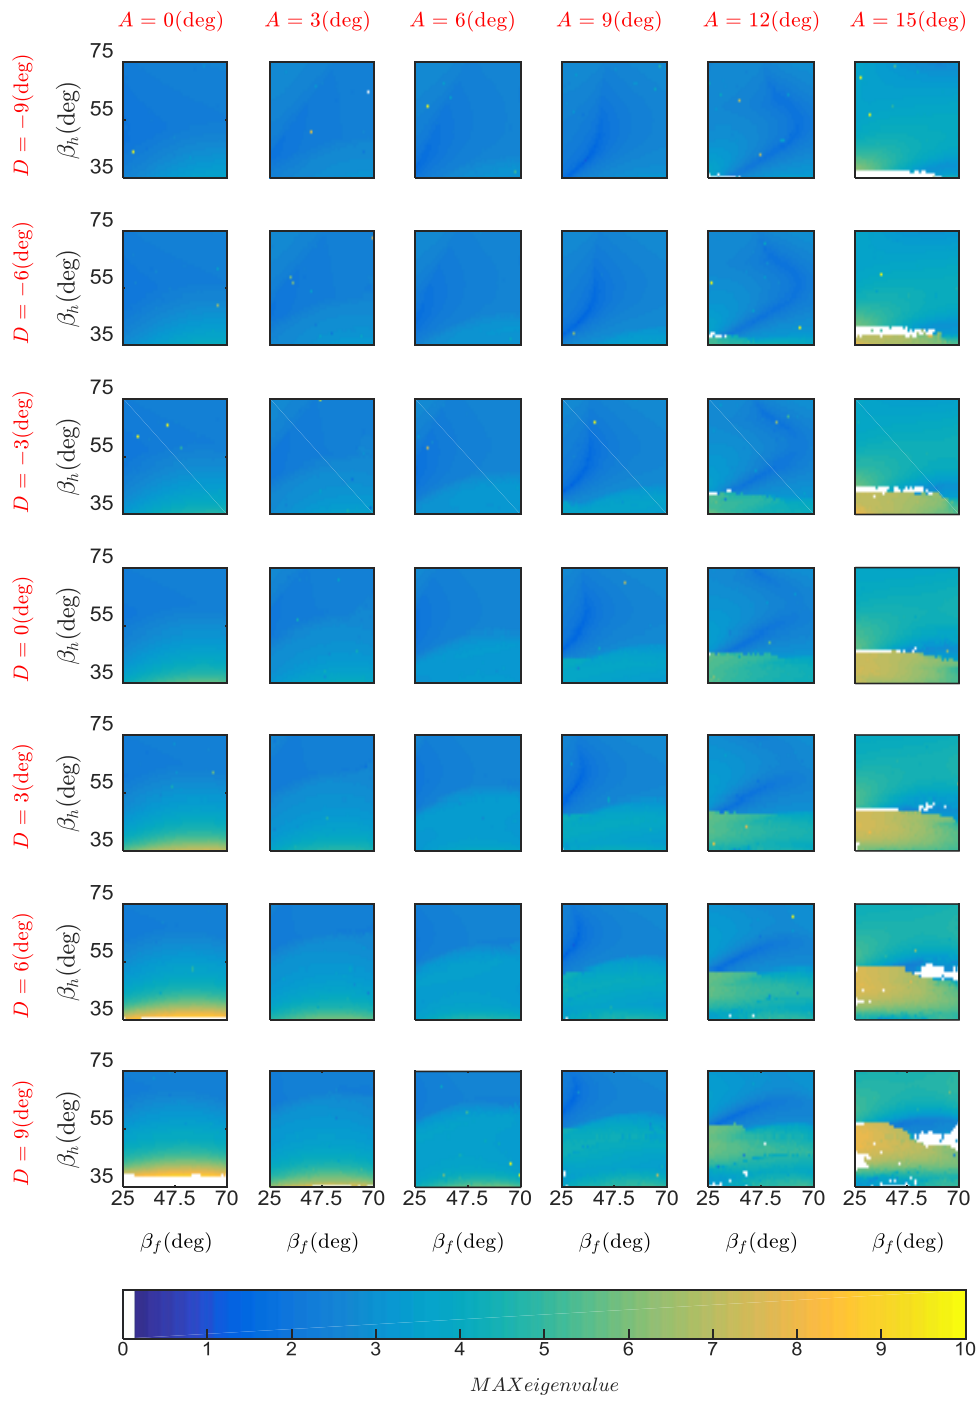 A = 0(deg) A = 3(deg) A = 6(deg) A = 9(deg) A = 12(deg) A = 15(deg)
D = −9(deg)
β_h(deg)
75
55
35
D = −6(deg)
β_h(deg)
75
55
35
D = −3(deg)
β_h(deg)
75
55
35
D = 0(deg)
β_h(deg)
75
55
35
D = 3(deg)
β_h(deg)
75
55
35
D = 6(deg)
β_h(deg)
75
55
35
D = 9(deg)
β_h(deg)
75
55
35
25 47.5 70 25 47.5 70 25 47.5 70 25 47.5 70 25 47.5 70 25 47.5 70
β_f(deg) β_f(deg) β_f(deg) β_f(deg) β_f(deg) β_f(deg)
0 1 2 3 4 5 6 7 8 9 10
MAXeigenvalue